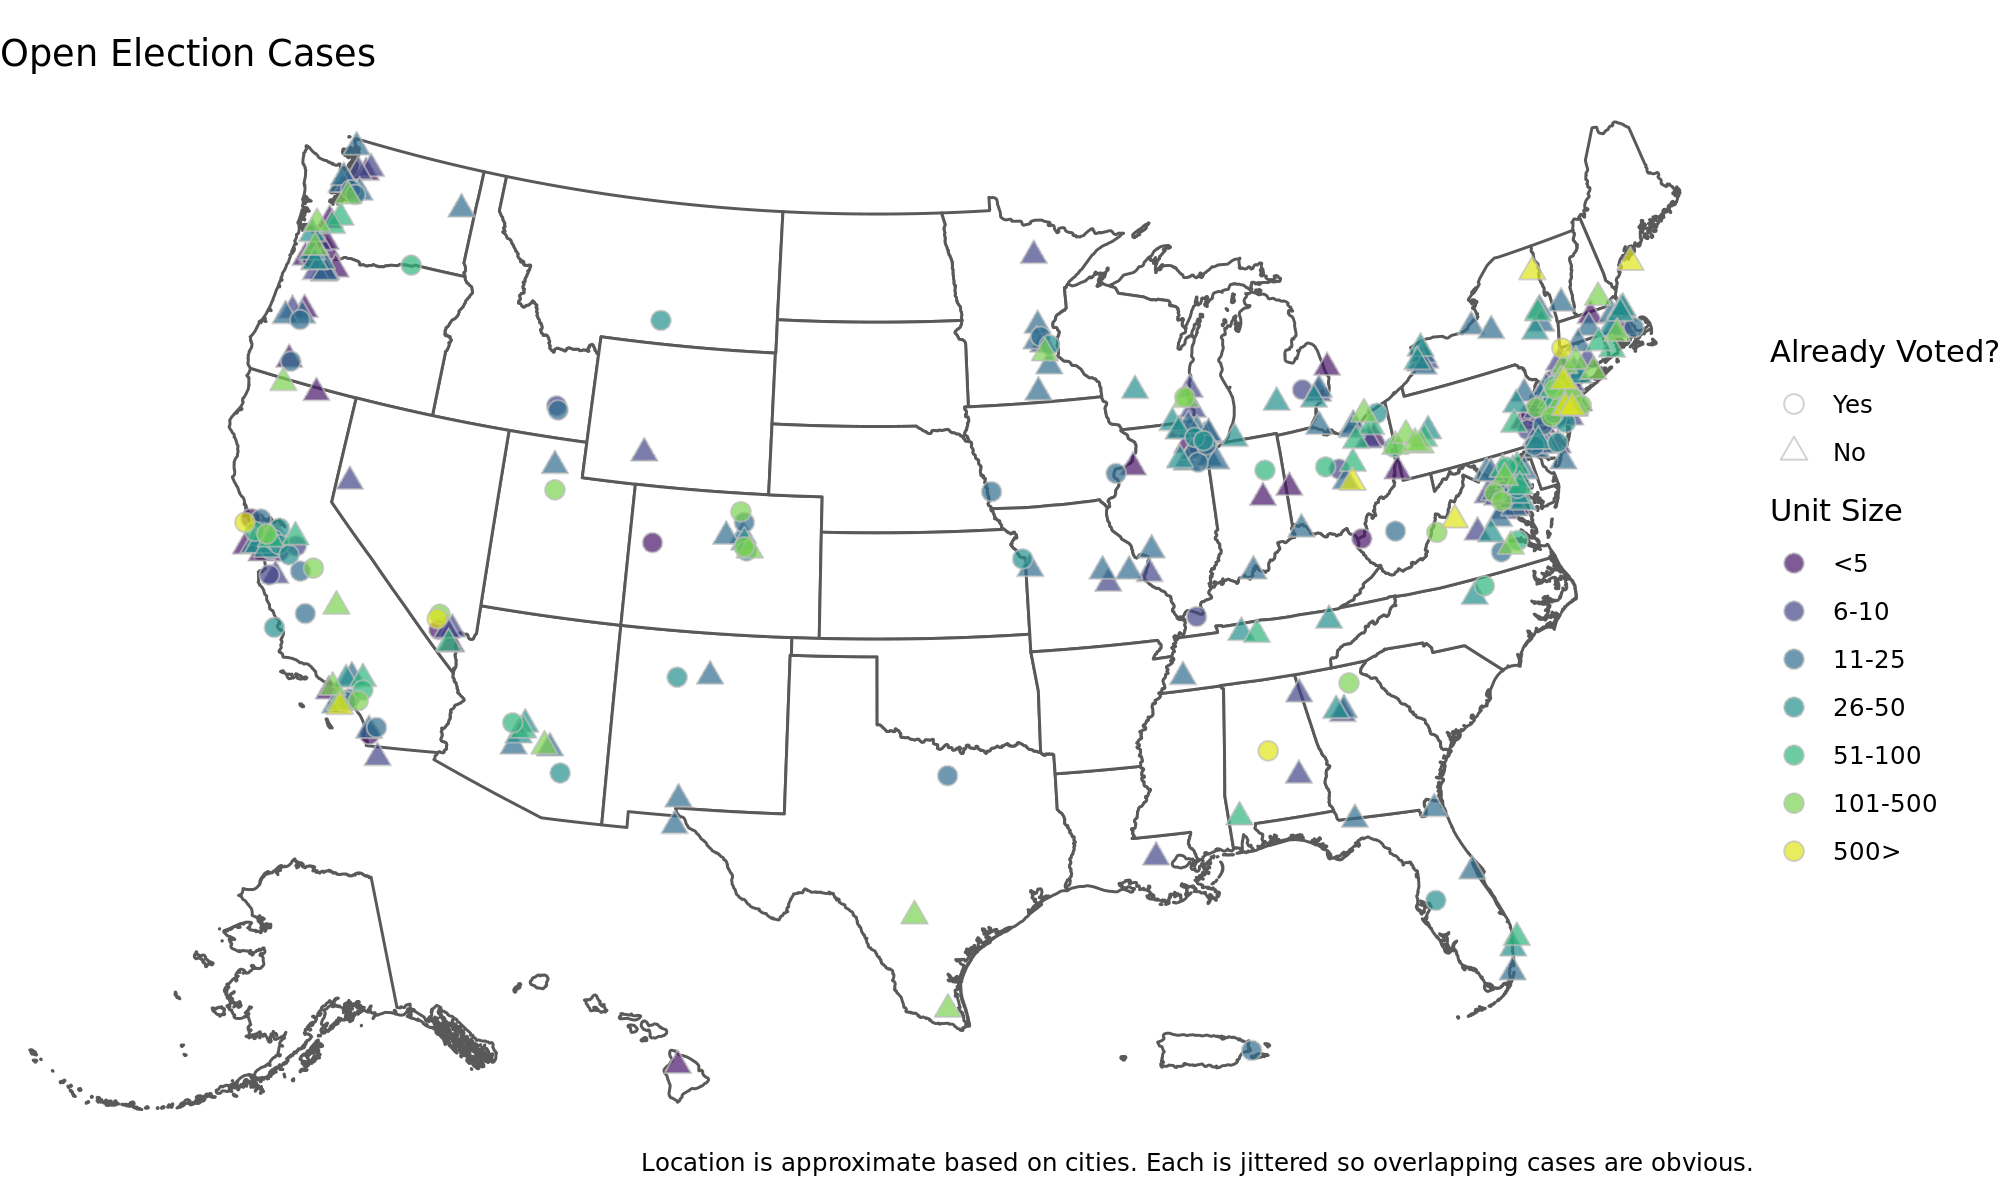 Open Election Cases
Already Voted?
Yes
No
Unit Size
<5
6-10
11-25
26-50
51-100
101-500
500>
Location is approximate based on cities. Each is jittered so overlapping cases are obvious.